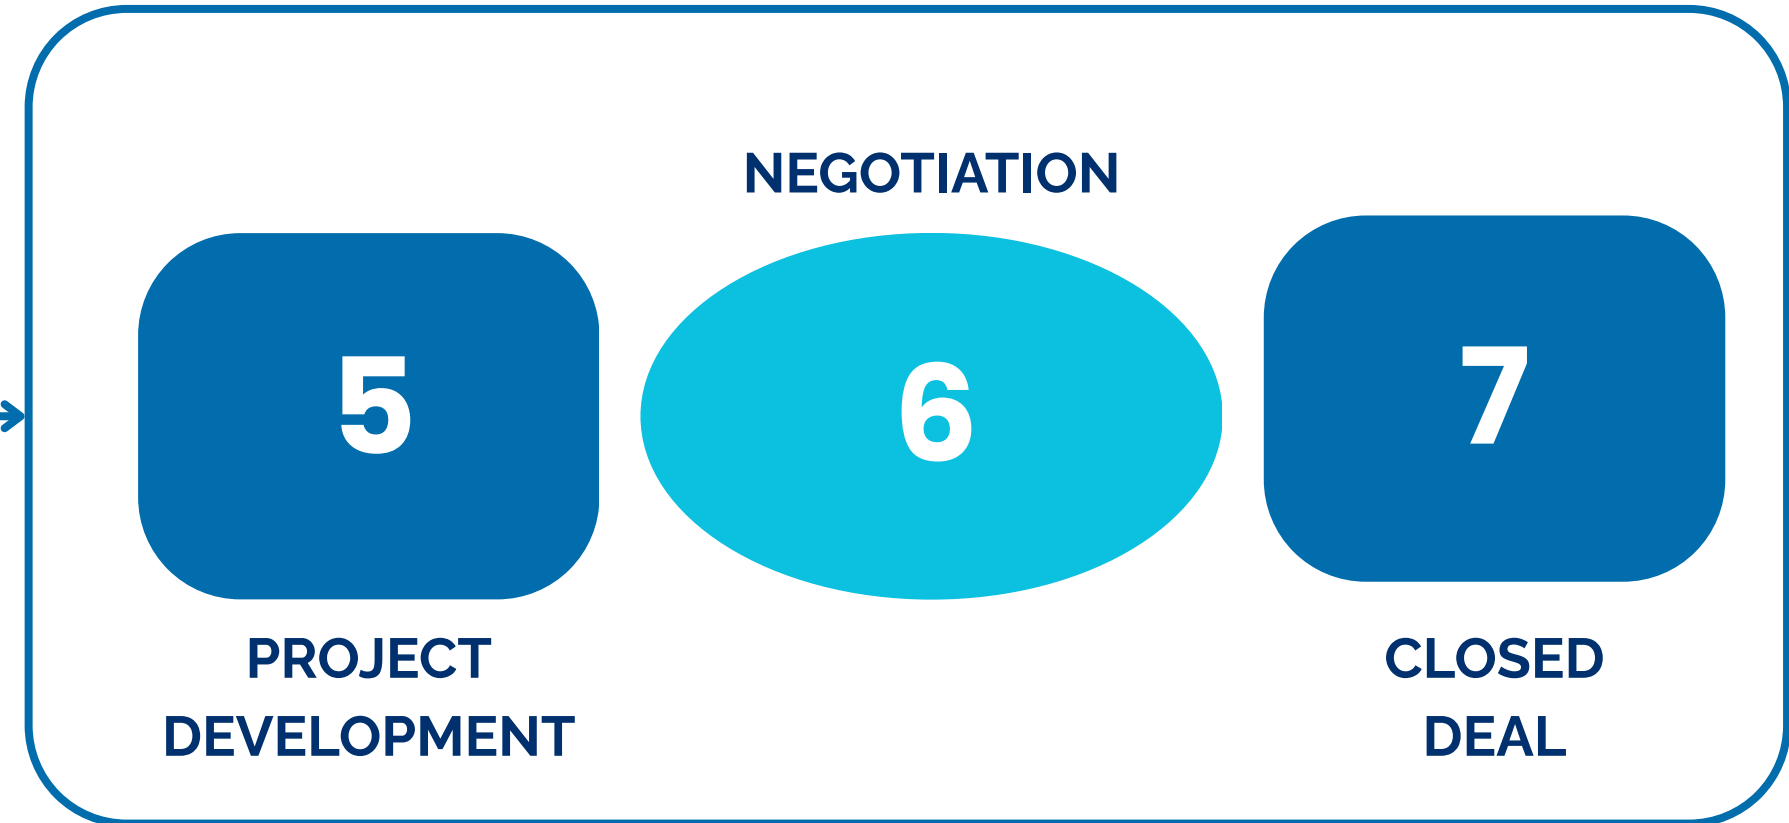 NEGOTIATION
5
6
7
PROJECT
DEVELOPMENT
CLOSED
DEAL